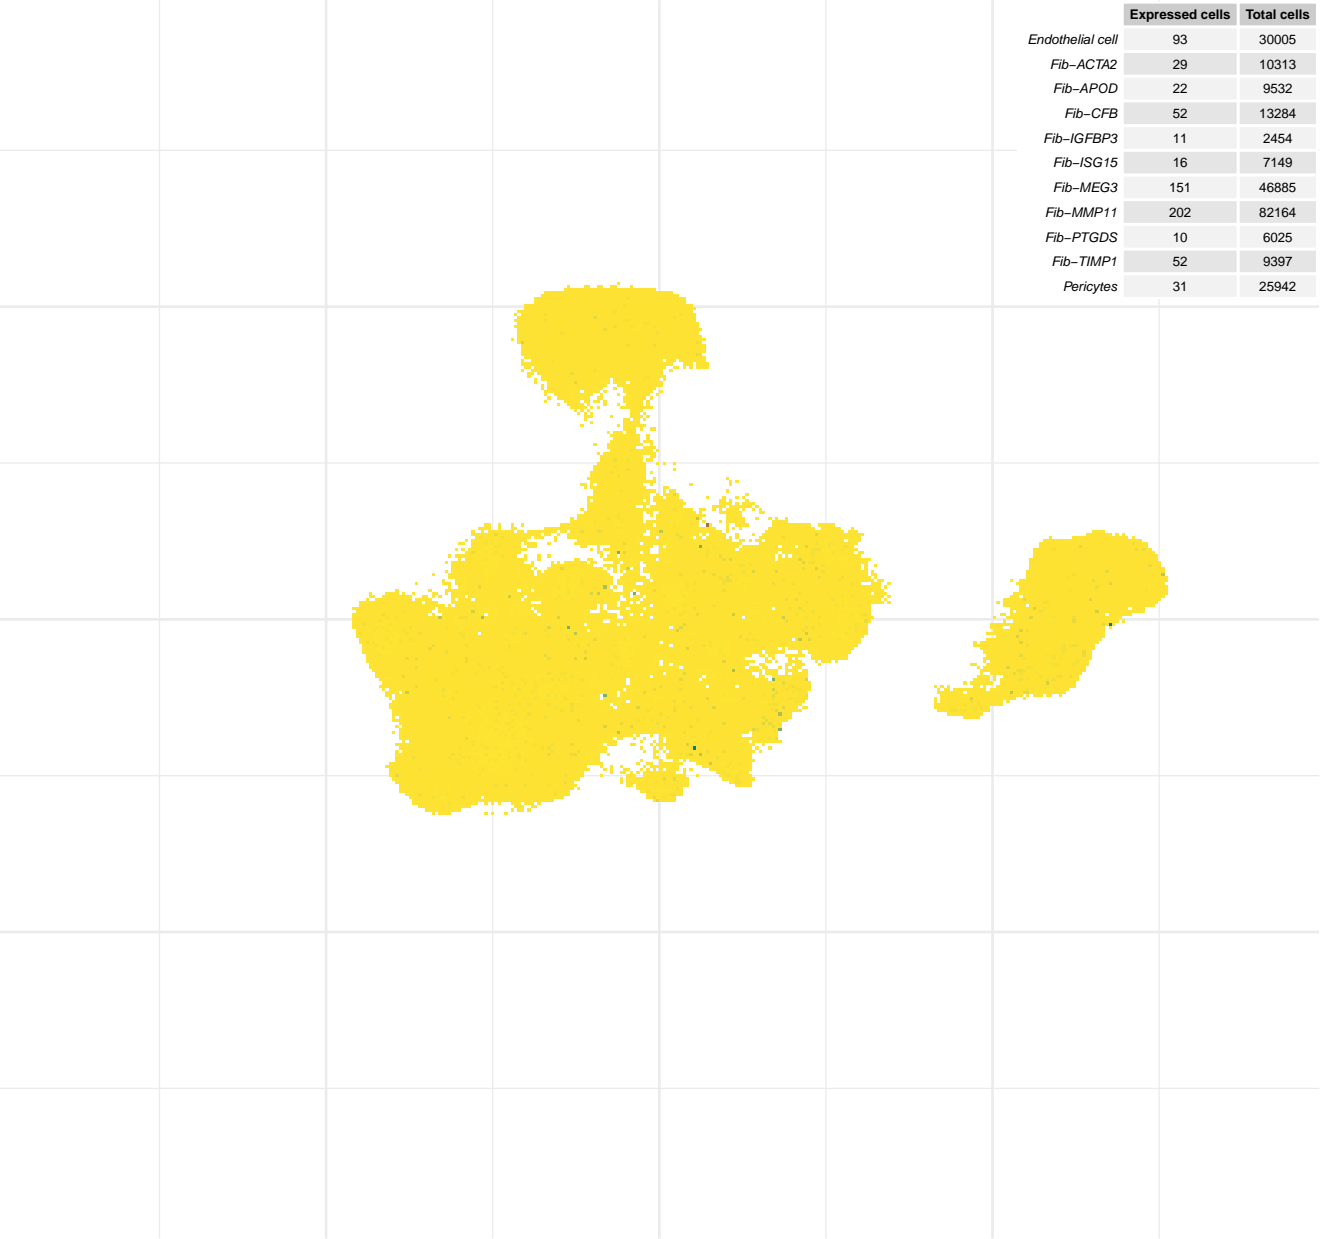 Expressed cells Total cells
Endothelial cell 93 30005
Fib−ACTA2 29 10313
Fib−APOD 22 9532
Fib−CFB 52 13284
Fib−IGFBP3 11 2454
Fib−ISG15 16 7149
Fib−MEG3 151 46885
Fib−MMP11 202 82164
Fib−PTGDS 10 6025
Fib−TIMP1 52 9397
Pericytes 31 25942